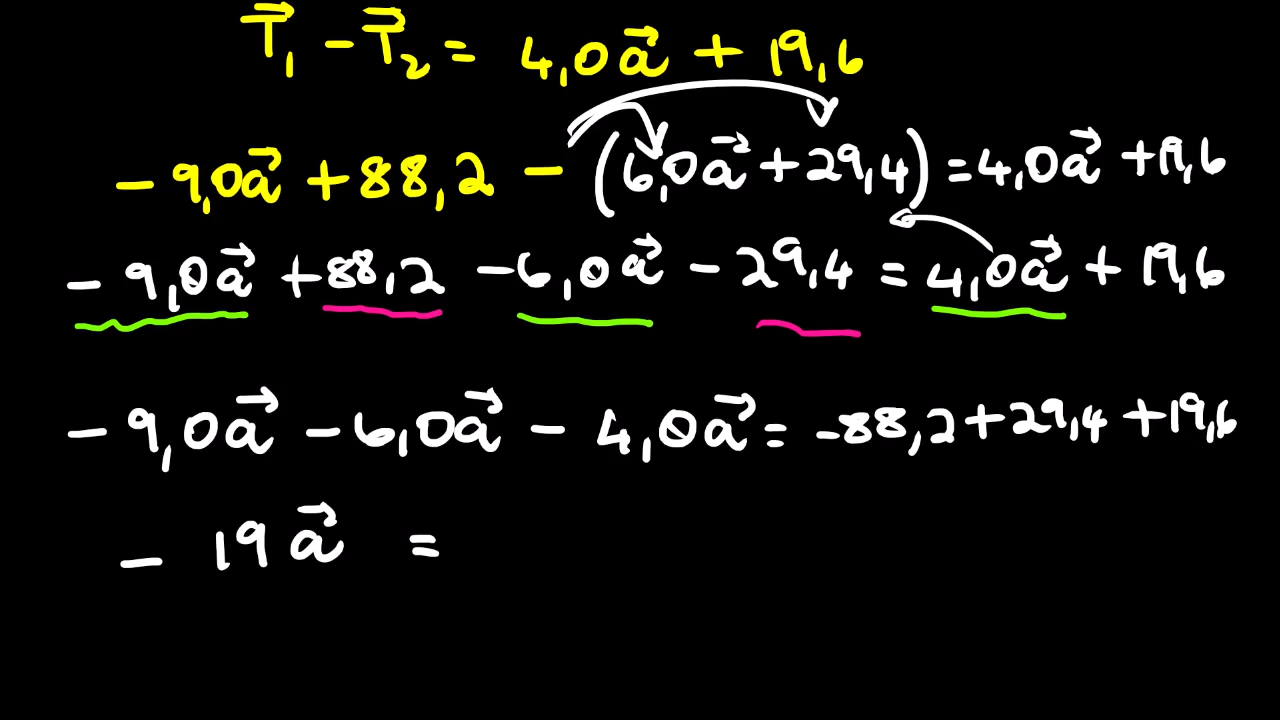 T⃗₁ - T⃗₂ = 4,0a⃗ + 19,6
- 9,0a⃗ + 88,2 - (6,0a⃗ + 29,4) = 4,0a⃗ + 19,6
- 9,0a⃗ + 88,2 - 6,0a⃗ - 29,4 = 4,0a⃗ + 19,6
- 9,0a⃗ - 6,0a⃗ - 4,0a⃗ = -88,2 + 29,4 + 19,6
- 19a⃗ =